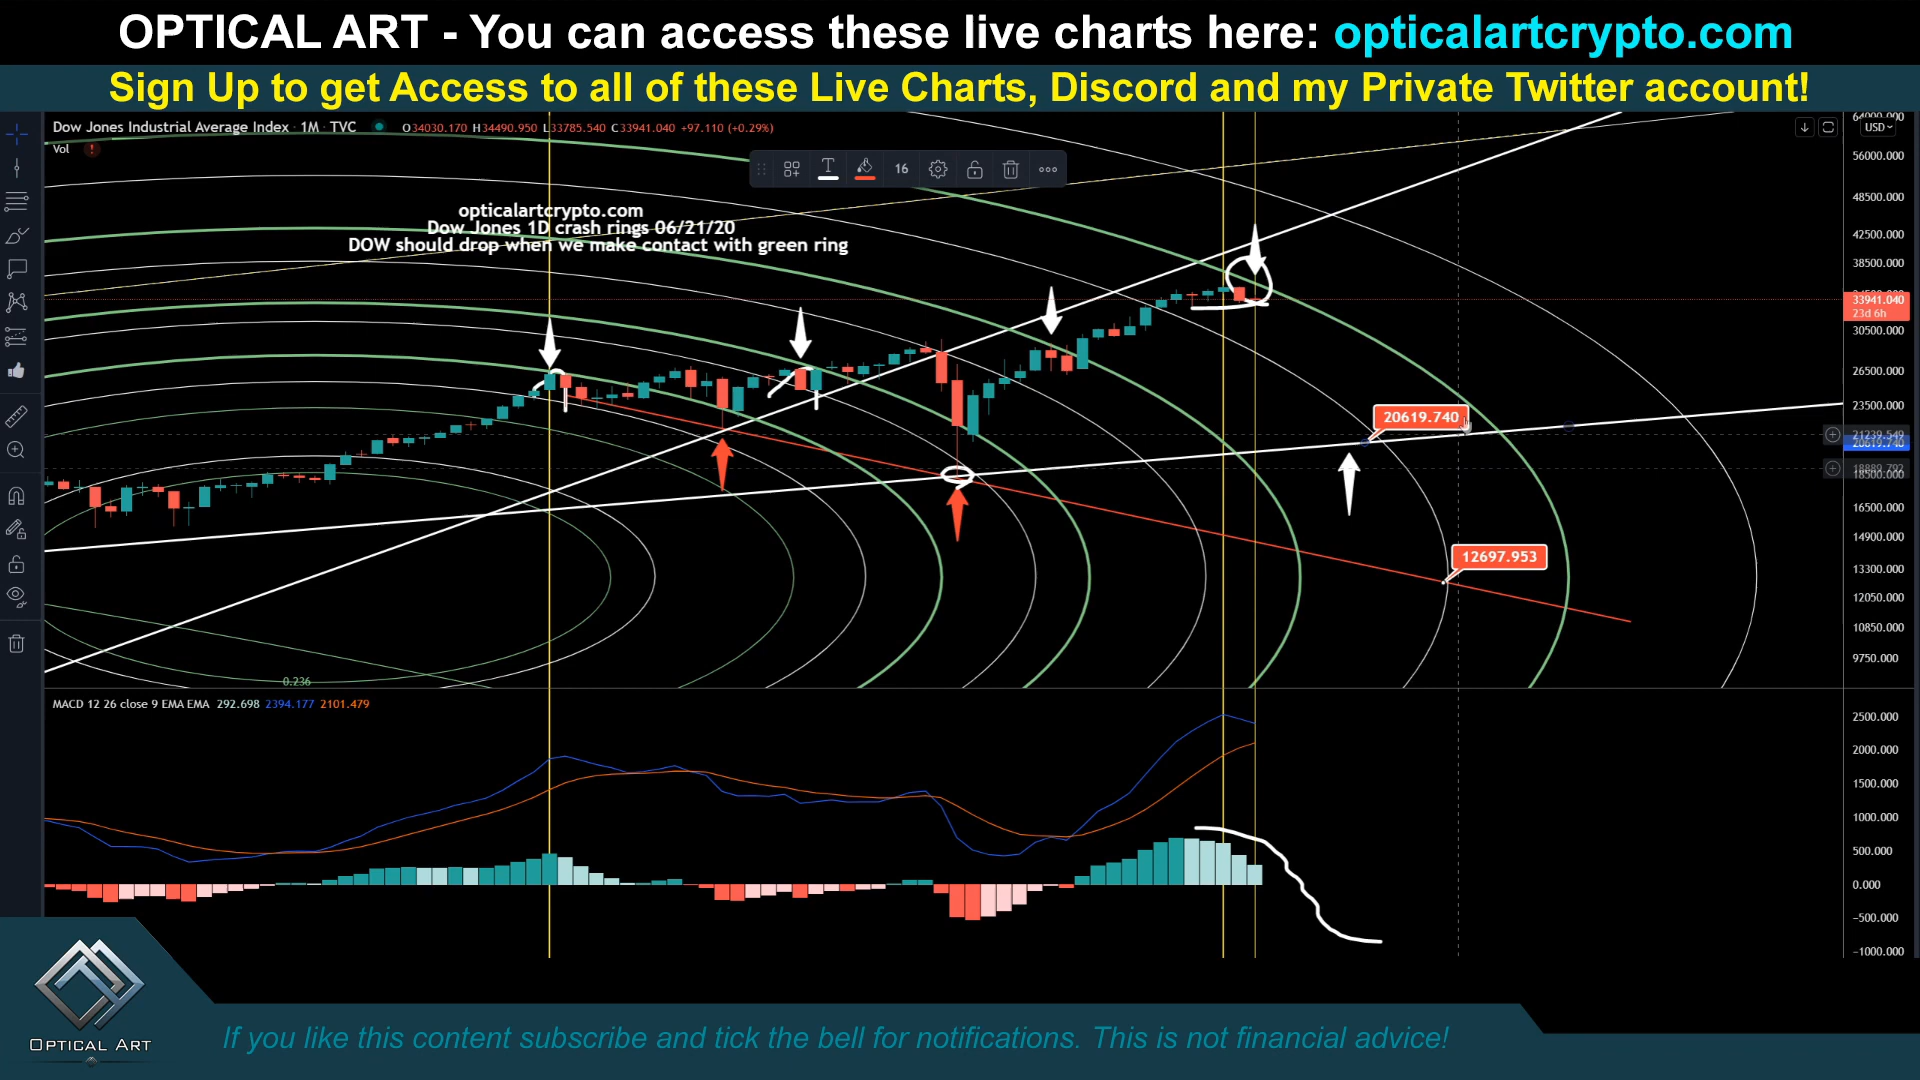 OPTICAL ART - You can access these live charts here: opticalartcrypto.com
Sign Up to get Access to all of these Live Charts, Discord and my Private Twitter account!
Dow Jones Industrial Average Index · 1M · TVC O34030.170 H34490.950 L33785.540 C33941.040 +97.110 (+0.29%)
Vol
16
USD
opticalartcrypto.com
Dow Jones 1D crash rings 06/21/20
DOW should drop when we make contact with green ring
56000.000
48500.000
42500.000
38500.000
33941.040
23d 6h
30500.000
26500.000
23500.000
20619.740
18500.000
16500.000
14900.000
13300.000
12050.000
10850.000
9750.000
20619.740
12697.953
0.236
MACD 12 26 close 9 EMA EMA 292.698 2394.177 2101.479
2500.000
2000.000
1500.000
1000.000
500.000
0.000
-500.000
-1000.000
OPTICAL ART
If you like this content subscribe and tick the bell for notifications. This is not financial advice!